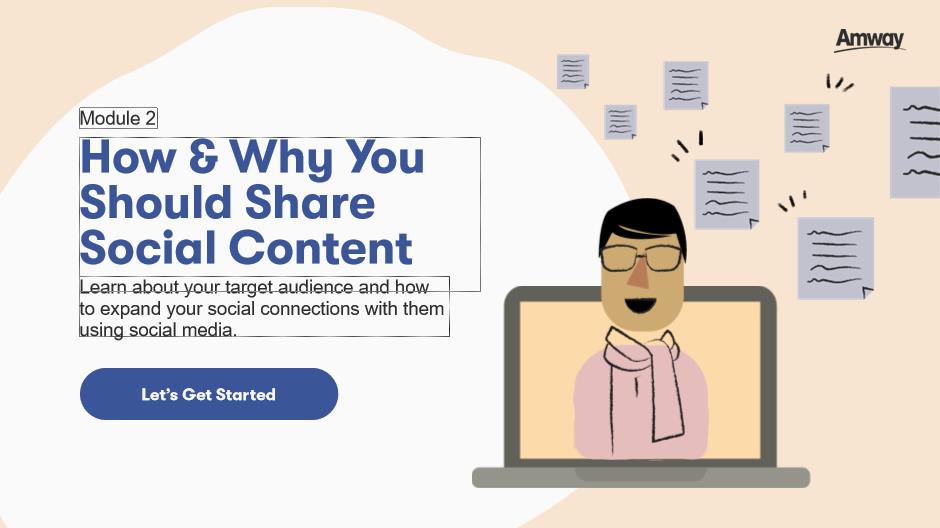 Amway
Module 2
How & Why You
Should Share
Social Content
Learn about your target audience and how
to expand your social connections with them
using social media.
Let's Get Started